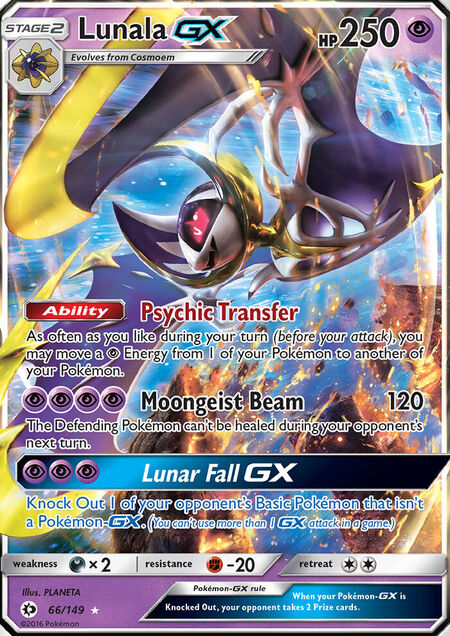 STAGE2 Lunala GX HP250
Evolves from Cosmoem
Ability Psychic Transfer
As often as you like during your turn (before your attack), you
may move a Energy from 1 of your Pokémon to another of
your Pokémon.
Moongeist Beam 120
The Defending Pokémon can't be healed during your opponent's
next turn.
Lunar Fall GX
Knock Out 1 of your opponent's Basic Pokémon that isn't
a Pokémon-GX. (You can't use more than 1 GX attack in a game.)
weakness ×2 resistance -20 retreat
Illus. PLANETA
66/149
©2016 Pokémon
Pokémon-GX rule
When your Pokémon-GX is
Knocked Out, your opponent takes 2 Prize cards.